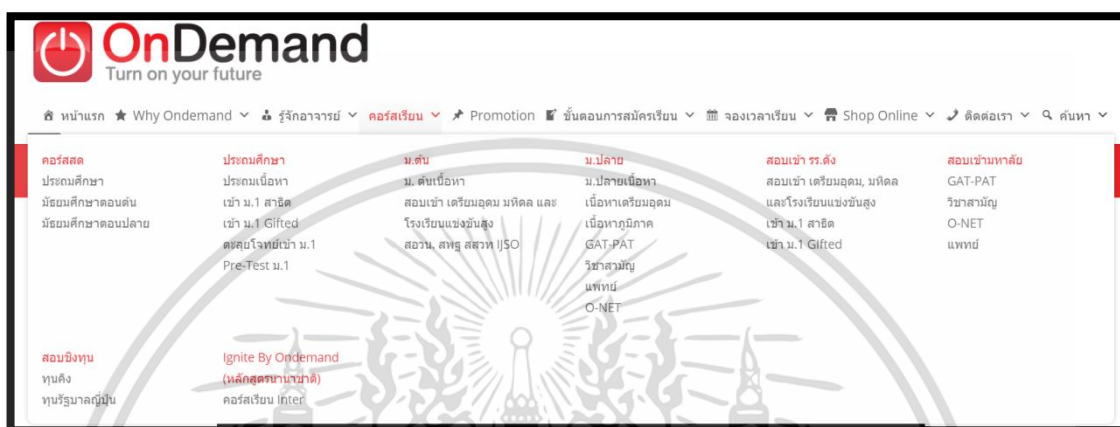 OnDemand
Turn on your future
หน้าแรก Why Ondemand รู้จักอาจารย์ คอร์สเรียน Promotion ขั้นตอนการสมัครเรียน จองเวลาเรียน Shop Online ติดต่อเรา ค้นหา
คอร์สสด
ประถมศึกษา
มัธยมศึกษาตอนต้น
มัธยมศึกษาตอนปลาย
ประถมศึกษา
ประถมเนื้อหา
เข้า ม.1 สาธิต
เข้า ม.1 Gifted
ตะลุยโจทย์เข้า ม.1
Pre-Test ม.1
ม.ต้น
ม. ต้นเนื้อหา
สอบเข้า เตรียมอุดม มหิดล และ
โรงเรียนแข่งขันสูง
สอวน. สพฐ สสวท IJSO
ม.ปลาย
ม.ปลายเนื้อหา
เนื้อหาเตรียมอุดม
เนื้อหาภูมิภาค
GAT-PAT
วิชาสามัญ
แพทย์
O-NET
สอบเข้า รร.ดัง
สอบเข้า เตรียมอุดม, มหิดล
และโรงเรียนแข่งขันสูง
เข้า ม.1 สาธิต
เข้า ม.1 Gifted
สอบเข้ามหาลัย
GAT-PAT
วิชาสามัญ
O-NET
แพทย์
สอบชิงทุน
ทุนคิง
ทุนรัฐบาลญี่ปุ่น
Ignite By Ondemand
(หลักสูตรนานาชาติ)
คอร์สเรียน Inter